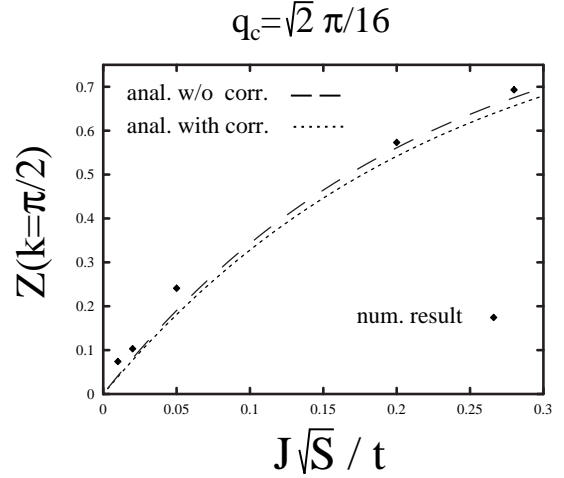 q_c=√2 π/16
Z(k=π/2)
0.7
0.6
0.5
0.4
0.3
0.2
0.1
0
anal. w/o corr.
anal. with corr.
num. result
0 0.05 0.1 0.15 0.2 0.25 0.3
J√S / t